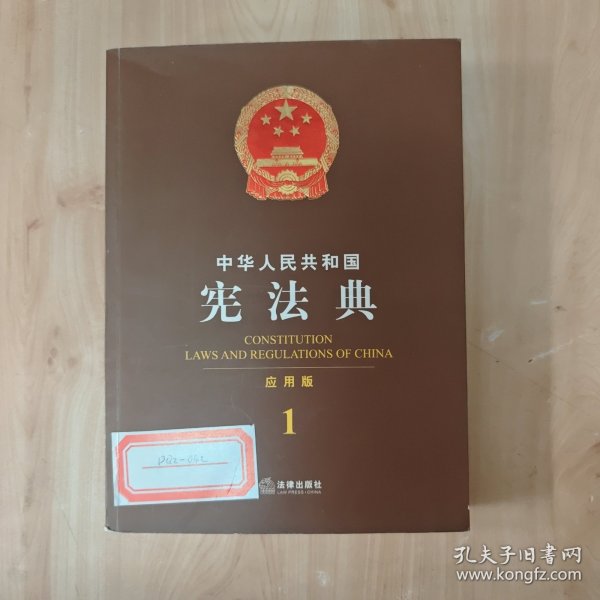 中华人民共和国
宪法典
CONSTITUTION
LAWS AND REGULATIONS OF CHINA
应用版
1
法律出版社
LAW PRESS·CHINA
孔夫子旧书网
www.kongfz.com